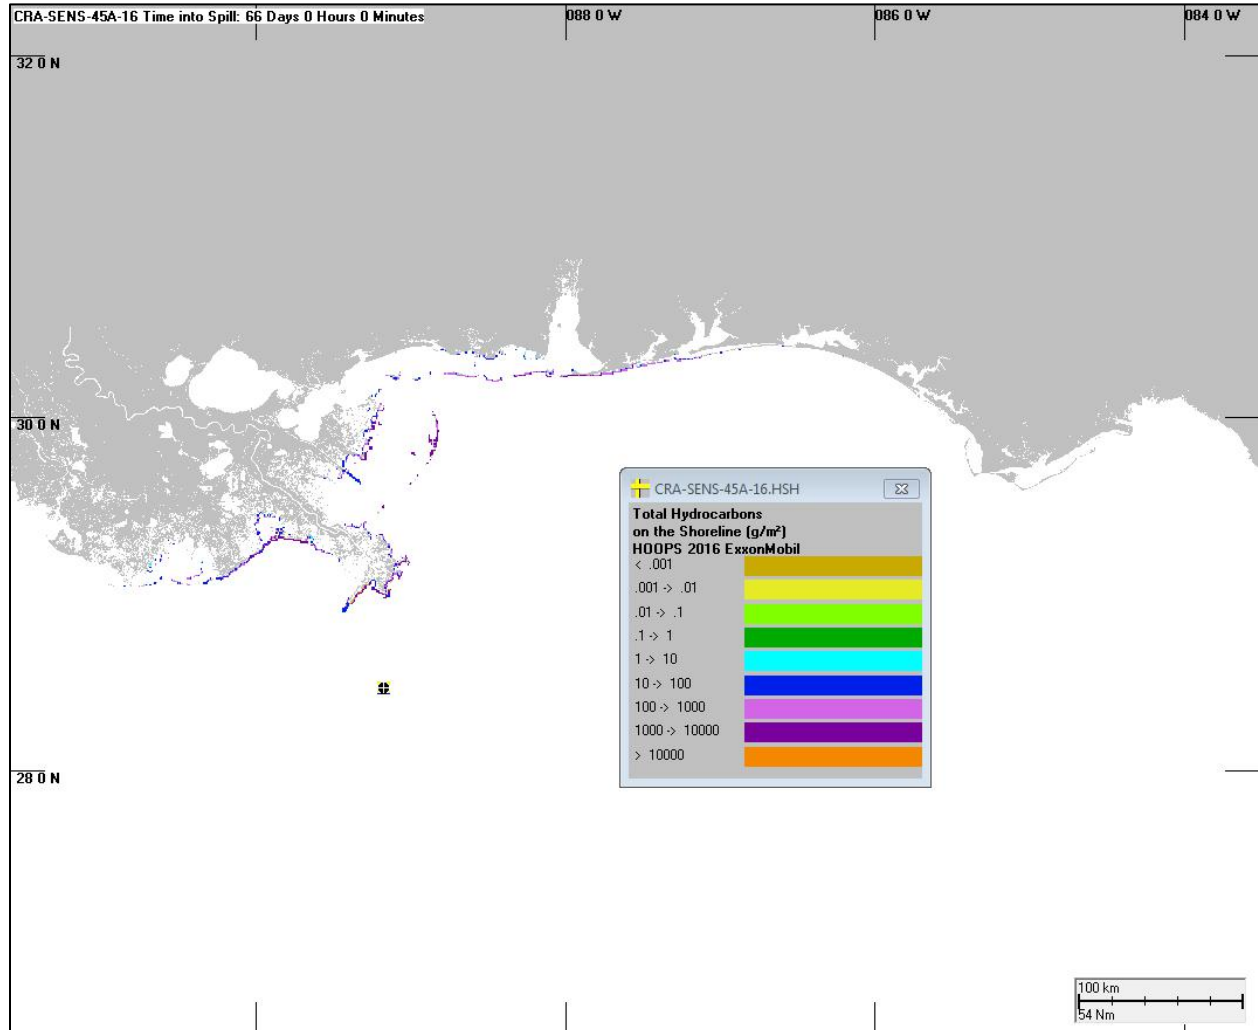 CRA-SENS-45A-16 Time into Spill: 66 Days 0 Hours 0 Minutes
088 0 W
086 0 W
084 0 W
32 0 N
30 0 N
CRA-SENS-45A-16.HSH
Total Hydrocarbons
on the Shoreline (g/m²)
HOOPS 2016 ExxonMobil
< .001
.001 -> .01
.01 -> .1
.1 -> 1
1 -> 10
10 -> 100
100 -> 1000
1000 -> 10000
> 10000
28 0 N
100 km
54 Nm